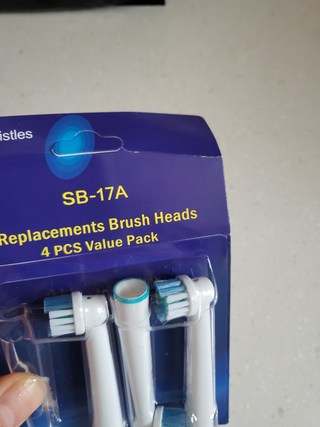 istles
SB-17A
Replacements Brush Heads
4 PCS Value Pack